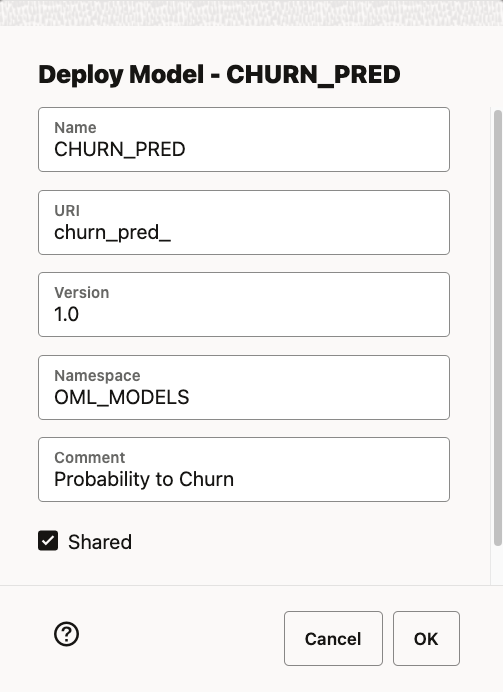 Deploy Model - CHURN_PRED
Name
CHURN_PRED
URI
churn_pred_
Version
1.0
Namespace
OML_MODELS
Comment
Probability to Churn
Shared
Cancel
OK